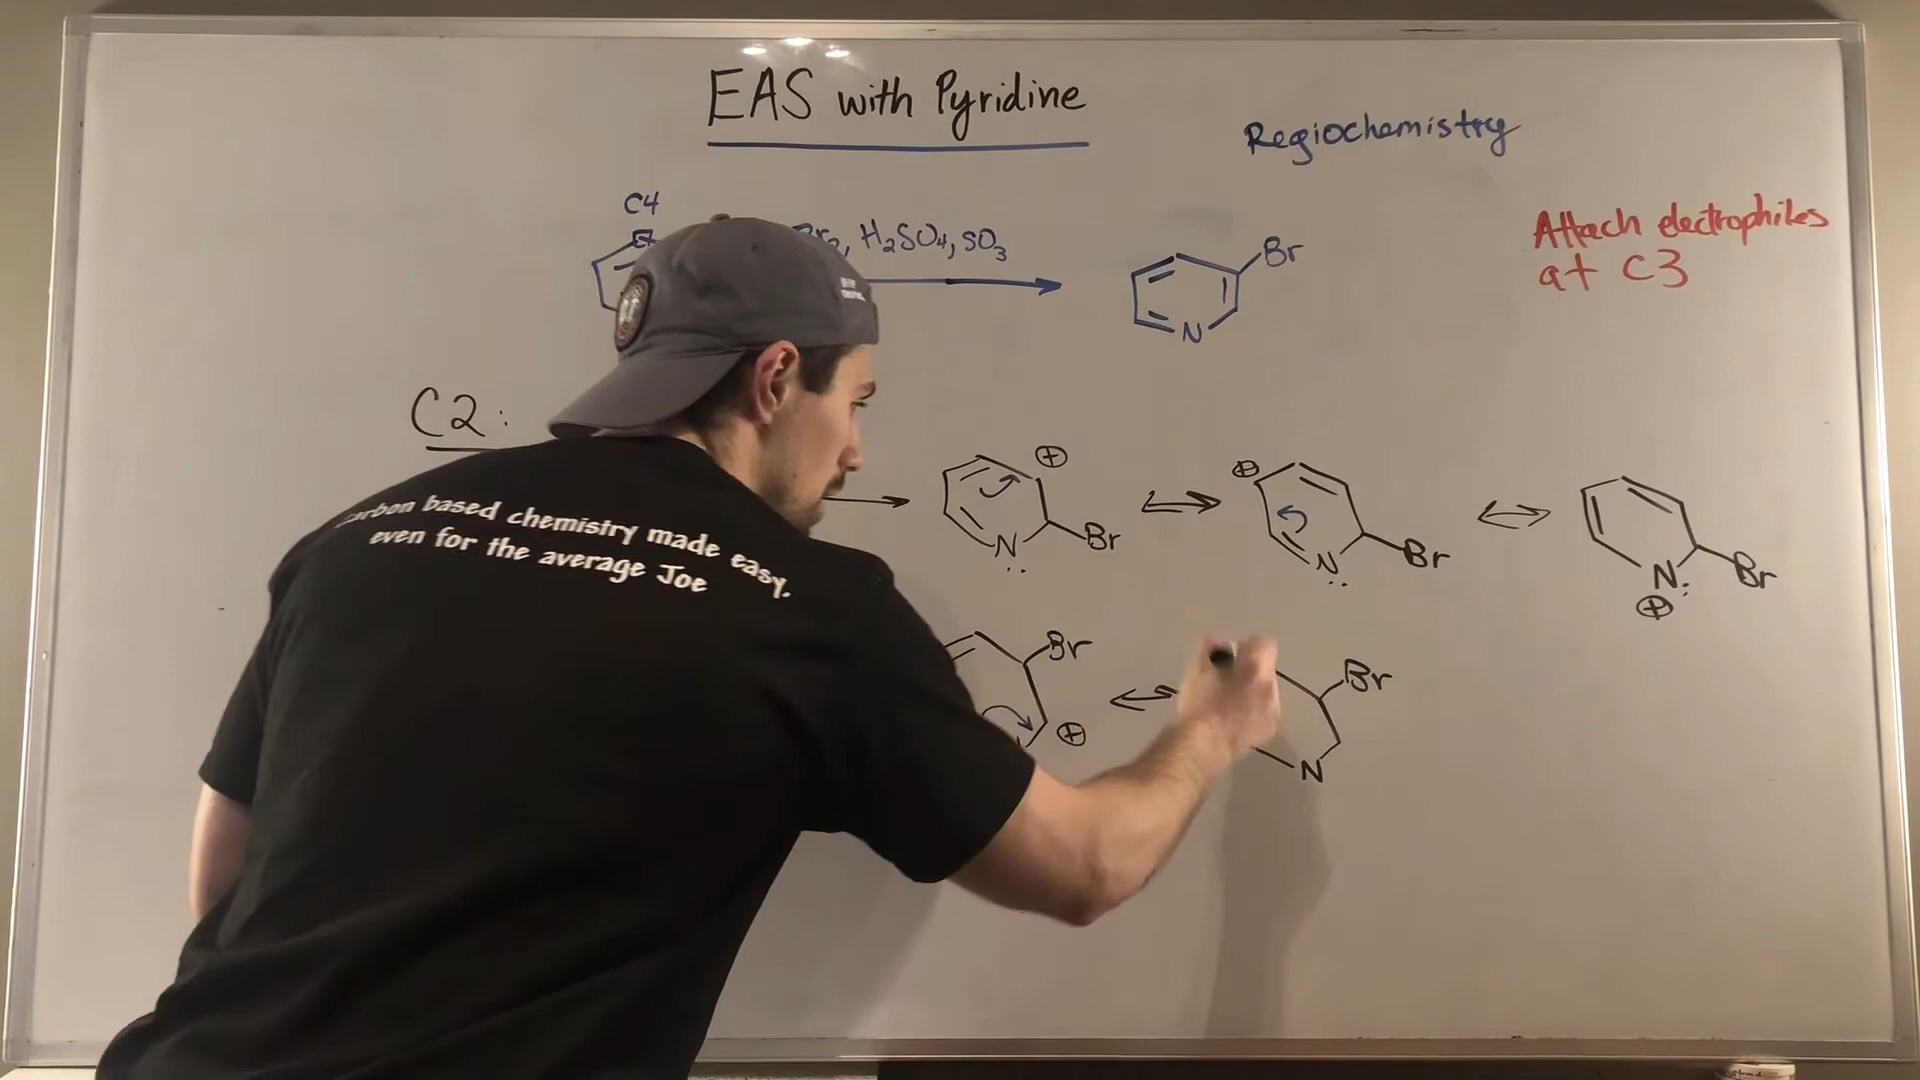 EAS with Pyridine
Regiochemistry
C4
Br₂, H₂SO₄, SO₃
Br
N
Attach electrophiles
at C3
C2:
⊕
N
Br
⊕
N
Br
N
Br
⊕
Br
⊕
Br
N
Carbon based chemistry made easy.
even for the average Joe